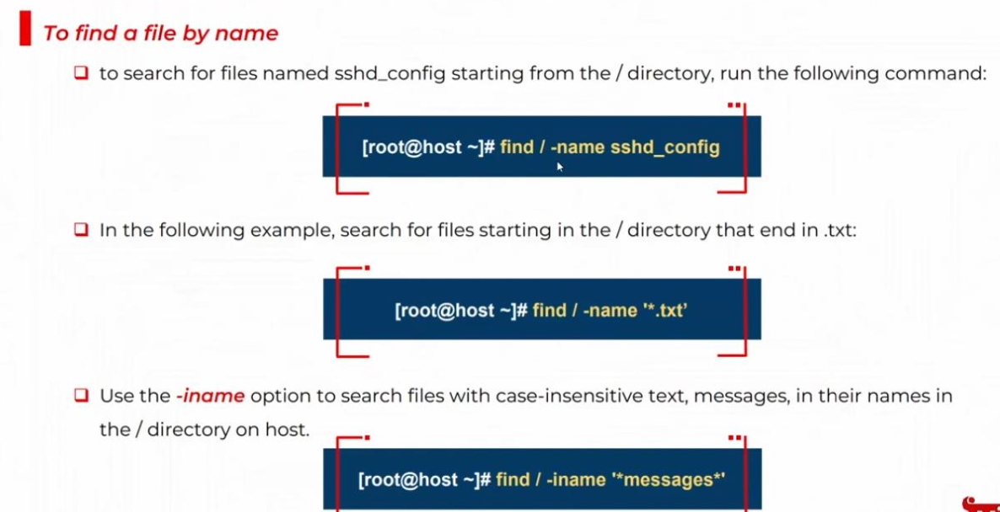 To find a file by name
to search for files named sshd_config starting from the / directory, run the following command:
[root@host ~]# find / -name sshd_config
In the following example, search for files starting in the / directory that end in .txt:
[root@host ~]# find / -name '*.txt’
Use the -iname option to search files with case-insensitive text, messages, in their names in
the / directory on host.
[root@host ~]# find / -iname '*messages*'